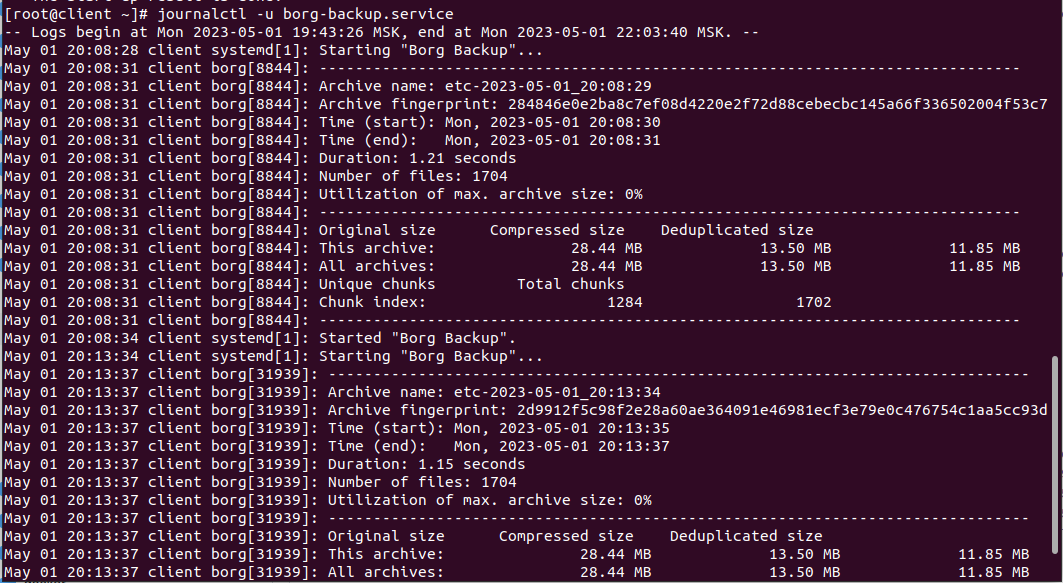 [root@client ~]# journalctl -u borg-backup.service
-- Logs begin at Mon 2023-05-01 19:43:26 MSK, end at Mon 2023-05-01 22:03:40 MSK. --
May 01 20:08:28 client systemd[1]: Starting "Borg Backup"...
May 01 20:08:31 client borg[8844]: ------------------------------------------------------------------------------
May 01 20:08:31 client borg[8844]: Archive name: etc-2023-05-01_20:08:29
May 01 20:08:31 client borg[8844]: Archive fingerprint: 284846e0e2ba8c7ef08d4220e2f72d88cebecbc145a66f336502004f53c7
May 01 20:08:31 client borg[8844]: Time (start): Mon, 2023-05-01 20:08:30
May 01 20:08:31 client borg[8844]: Time (end):   Mon, 2023-05-01 20:08:31
May 01 20:08:31 client borg[8844]: Duration: 1.21 seconds
May 01 20:08:31 client borg[8844]: Number of files: 1704
May 01 20:08:31 client borg[8844]: Utilization of max. archive size: 0%
May 01 20:08:31 client borg[8844]: ------------------------------------------------------------------------------
May 01 20:08:31 client borg[8844]: Original size      Compressed size    Deduplicated size
May 01 20:08:31 client borg[8844]: This archive:               28.44 MB             13.50 MB             11.85 MB
May 01 20:08:31 client borg[8844]: All archives:               28.44 MB             13.50 MB             11.85 MB
May 01 20:08:31 client borg[8844]: Unique chunks         Total chunks
May 01 20:08:31 client borg[8844]: Chunk index:                    1284                 1702
May 01 20:08:31 client borg[8844]: ------------------------------------------------------------------------------
May 01 20:08:34 client systemd[1]: Started "Borg Backup".
May 01 20:13:34 client systemd[1]: Starting "Borg Backup"...
May 01 20:13:37 client borg[31939]: ------------------------------------------------------------------------------
May 01 20:13:37 client borg[31939]: Archive name: etc-2023-05-01_20:13:34
May 01 20:13:37 client borg[31939]: Archive fingerprint: 2d9912f5c98f2e28a60ae364091e46981ecf3e79e0c476754c1aa5cc93d
May 01 20:13:37 client borg[31939]: Time (start): Mon, 2023-05-01 20:13:35
May 01 20:13:37 client borg[31939]: Time (end):   Mon, 2023-05-01 20:13:37
May 01 20:13:37 client borg[31939]: Duration: 1.15 seconds
May 01 20:13:37 client borg[31939]: Number of files: 1704
May 01 20:13:37 client borg[31939]: Utilization of max. archive size: 0%
May 01 20:13:37 client borg[31939]: ------------------------------------------------------------------------------
May 01 20:13:37 client borg[31939]: Original size      Compressed size    Deduplicated size
May 01 20:13:37 client borg[31939]: This archive:               28.44 MB             13.50 MB             11.85 MB
May 01 20:13:37 client borg[31939]: All archives:               28.44 MB             13.50 MB             11.85 MB